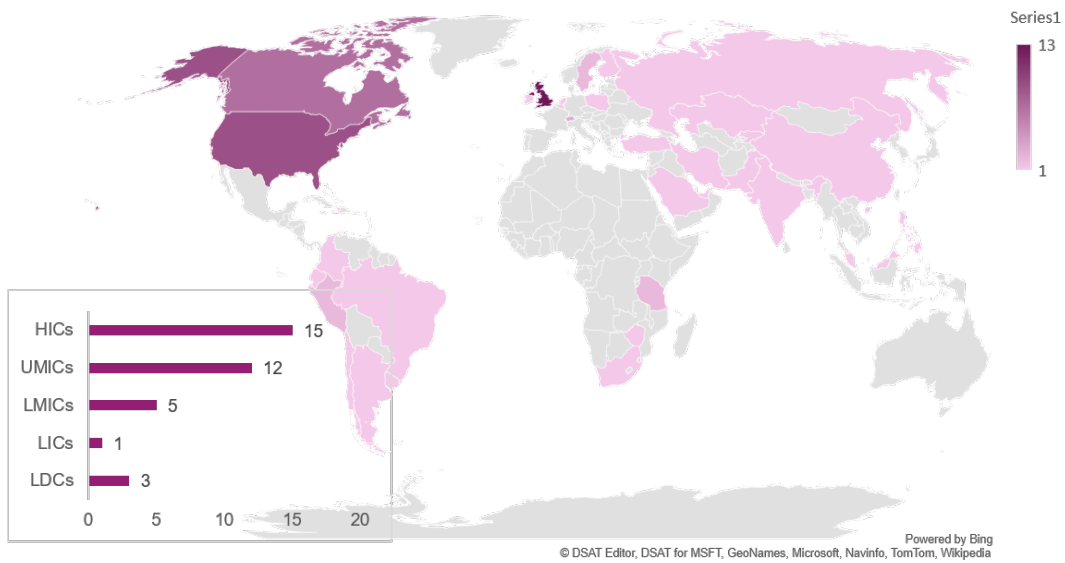 Series1
13
1
HICs 15
UMICs 12
LMICs 5
LICs 1
LDCs 3
0 5 10 15 20
Powered by Bing
© DSAT Editor, DSAT for MSFT, GeoNames, Microsoft, Navinfo, TomTom, Wikipedia